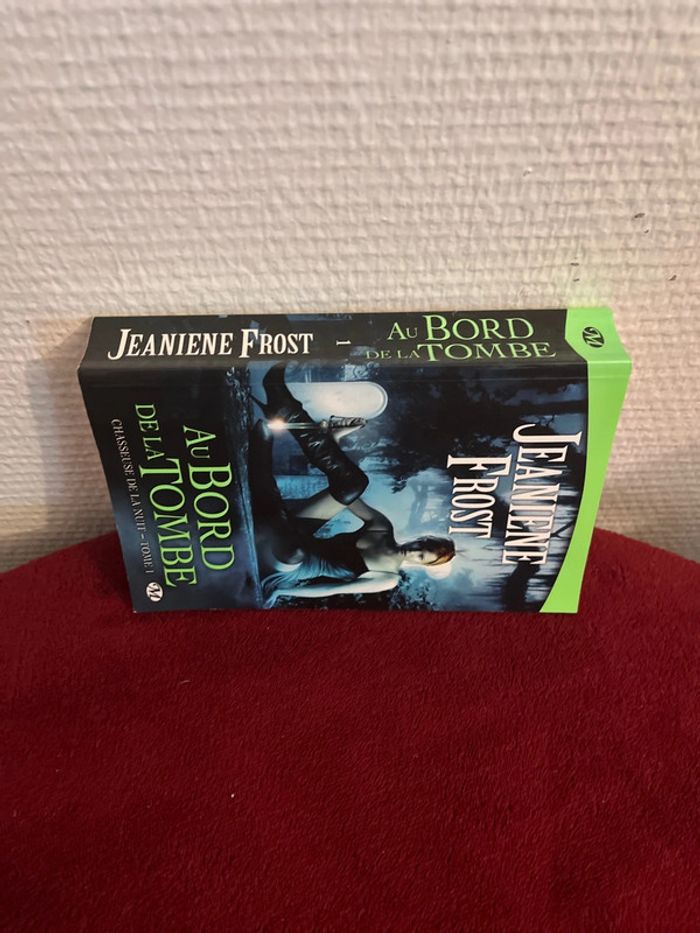 JEANIENE FROST
1
AU BORD
DE LA TOMBE
M
JEANIENE
FROST
AU BORD
DE LA TOMBE
CHASSEUSE DE LA NUIT – TOME 1
M